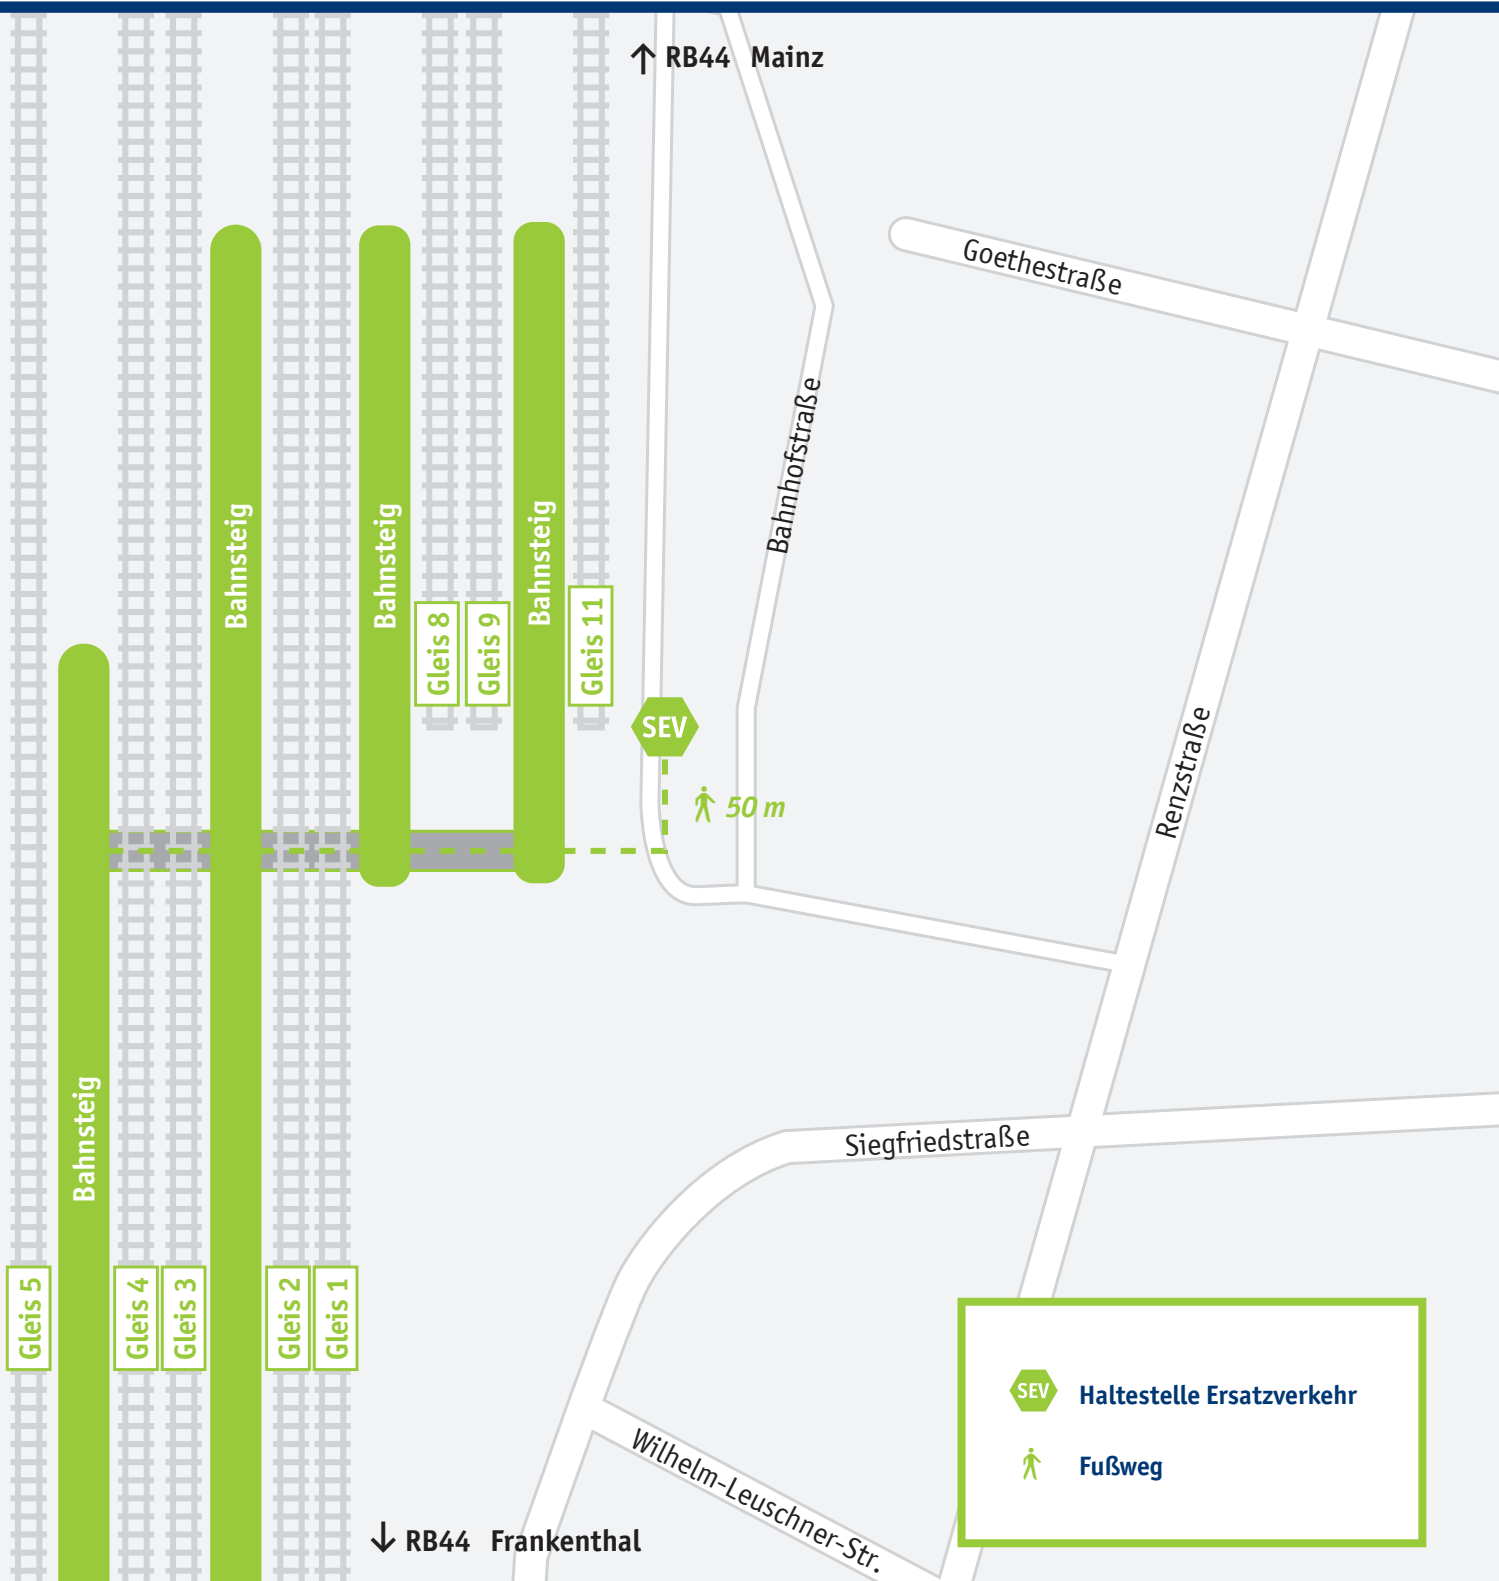 ↑ RB44 Mainz
Goethestraße
Bahnhofstraße
Bahnsteig
Bahnsteig
Bahnsteig
Gleis 8
Gleis 9
Gleis 11
SEV
50 m
Renzstraße
Bahnsteig
Siegfriedstraße
Gleis 5
Gleis 4
Gleis 3
Gleis 2
Gleis 1
SEV Haltestelle Ersatzverkehr
Fußweg
Wilhelm-Leuschner-Str.
↓ RB44 Frankenthal